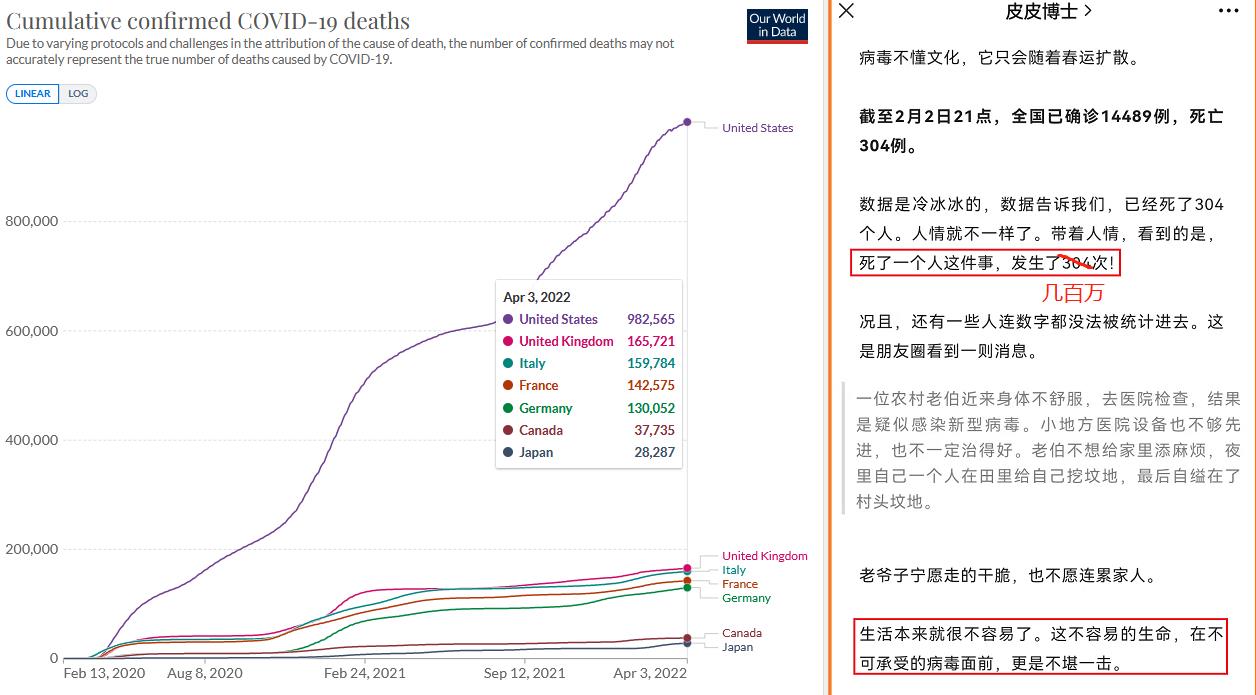 Cumulative confirmed COVID-19 deaths
Due to varying protocols and challenges in the attribution of the cause of death, the number of confirmed deaths may not
accurately represent the true number of deaths caused by COVID-19.
Our World
in Data
LINEAR
LOG
United States
800,000
600,000
400,000
200,000
0
Apr 3, 2022
United States 982,565
United Kingdom 165,721
Italy 159,784
France 142,575
Germany 130,052
Canada 37,735
Japan 28,287
United Kingdom
Italy
France
Germany
Canada
Japan
Feb 13, 2020
Aug 8, 2020
Feb 24, 2021
Sep 12, 2021
Apr 3, 2022
皮皮博士
病毒不懂文化，它只会随着春运扩散。
截至2月2日21点，全国已确诊14489例，死亡
304例。
数据是冷冰冰的，数据告诉我们，已经死了304
个人。人情就不一样了。带着人情，看到的是，
死了一个人这件事，发生了304次！
几百万
况且，还有一些人连数字都没法被统计进去。这
是朋友圈看到一则消息。
一位农村老伯近来身体不舒服，去医院检查，结果
是疑似感染新型病毒。小地方医院设备也不够先
进，也不一定治得好。老伯不想给家里添麻烦，夜
里自己一个人在田里给自己挖坟地，最后自缢在了
村头坟地。
老爷子宁愿走的干脆，也不愿连累家人。
生活本来就很不容易了。这不容易的生命，在不
可承受的病毒面前，更是不堪一击。